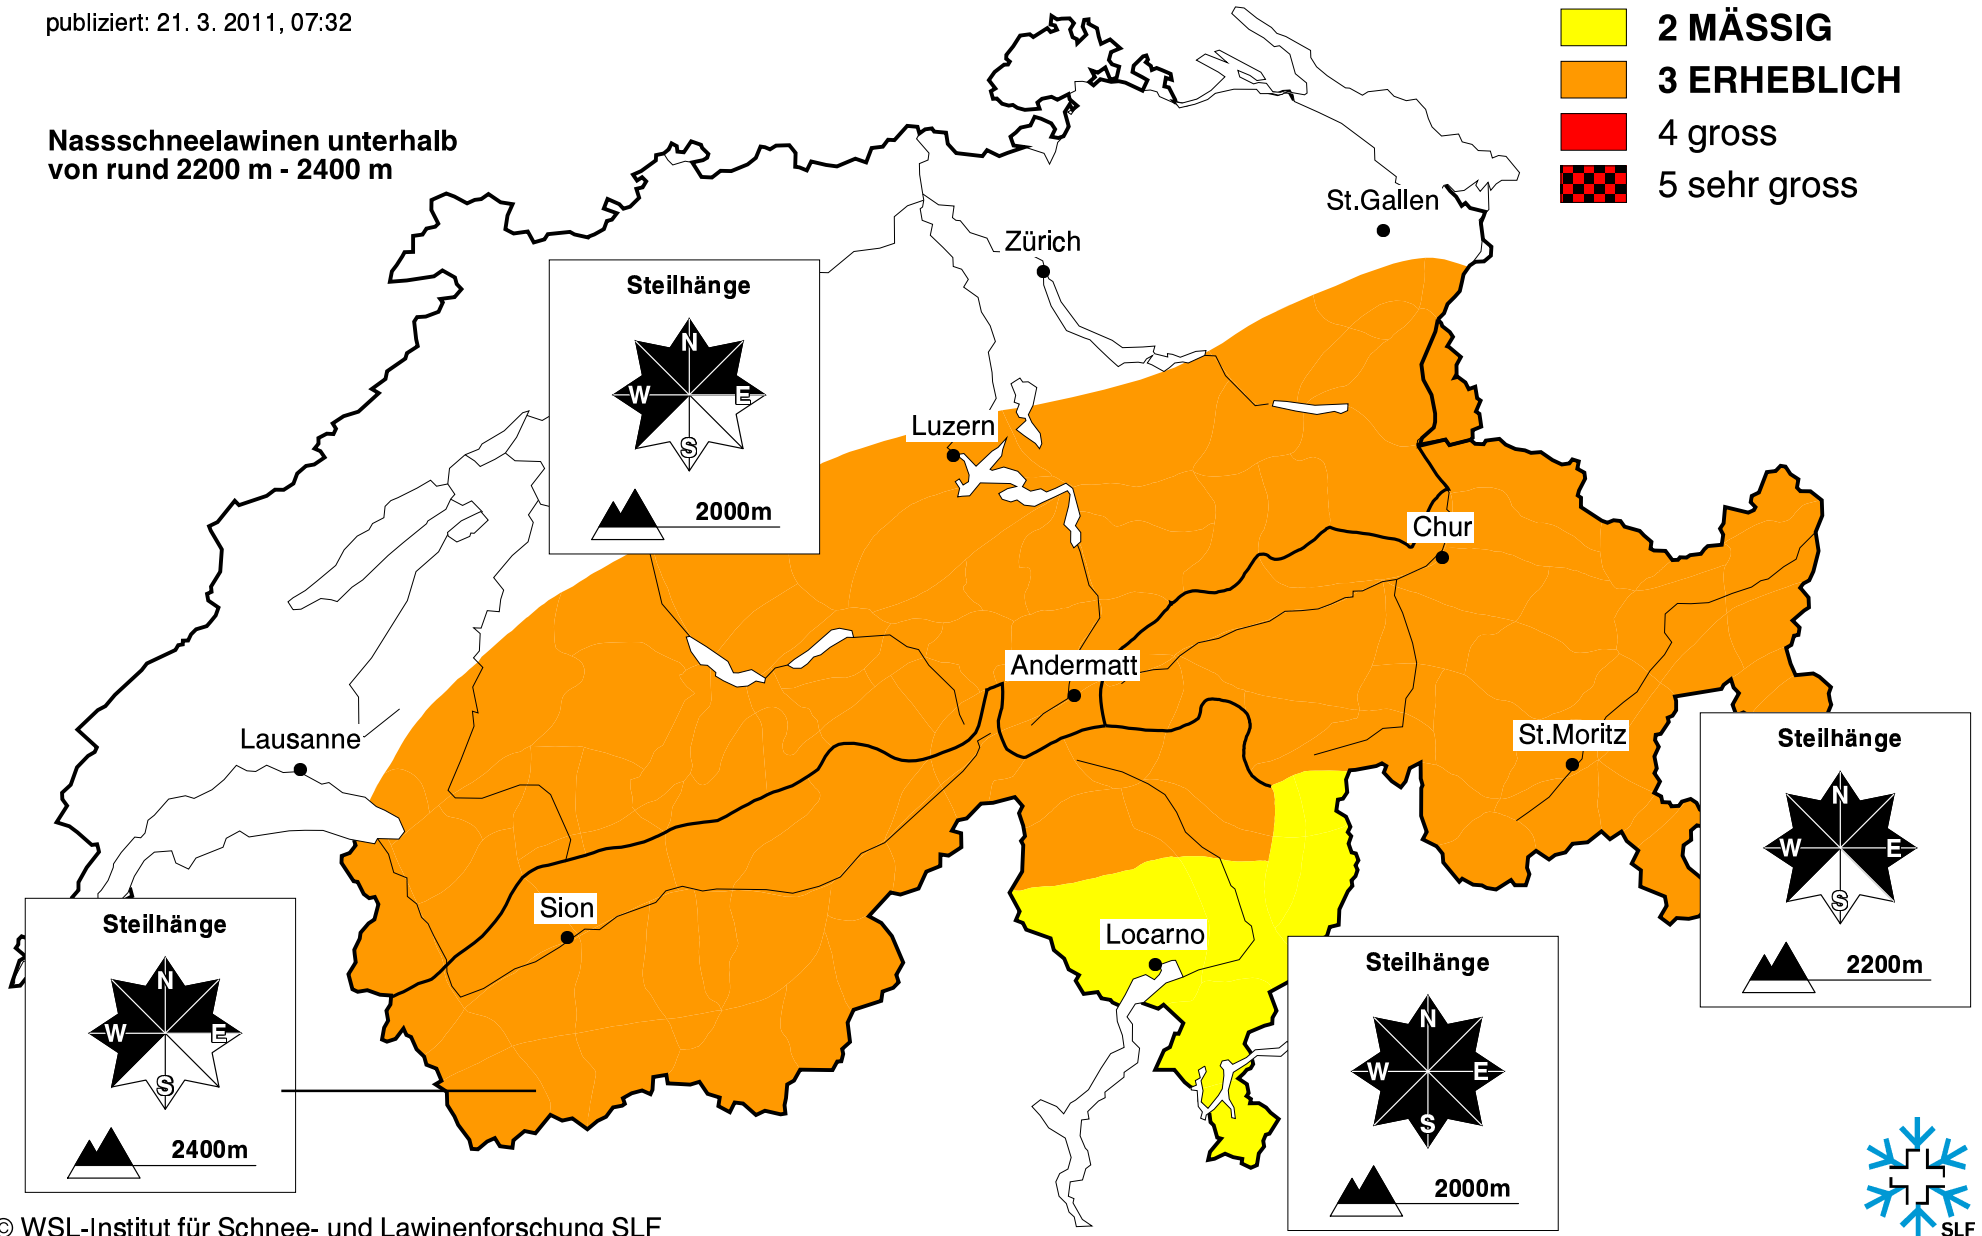 publiziert: 21. 3. 2011, 07:32
2 MÄSSIG
3 ERHEBLICH
4 gross
5 sehr gross
Nassschneelawinen unterhalb
von rund 2200 m - 2400 m
St.Gallen
Zürich
Steilhänge
N
W E
S
2000m
Luzern
Chur
Andermatt
Lausanne
St.Moritz
Steilhänge
N
W E
S
2200m
Sion
Steilhänge
N
W E
S
2400m
Locarno
Steilhänge
N
W E
S
2000m
© WSL-Institut für Schnee- und Lawinenforschung SLF
SLF